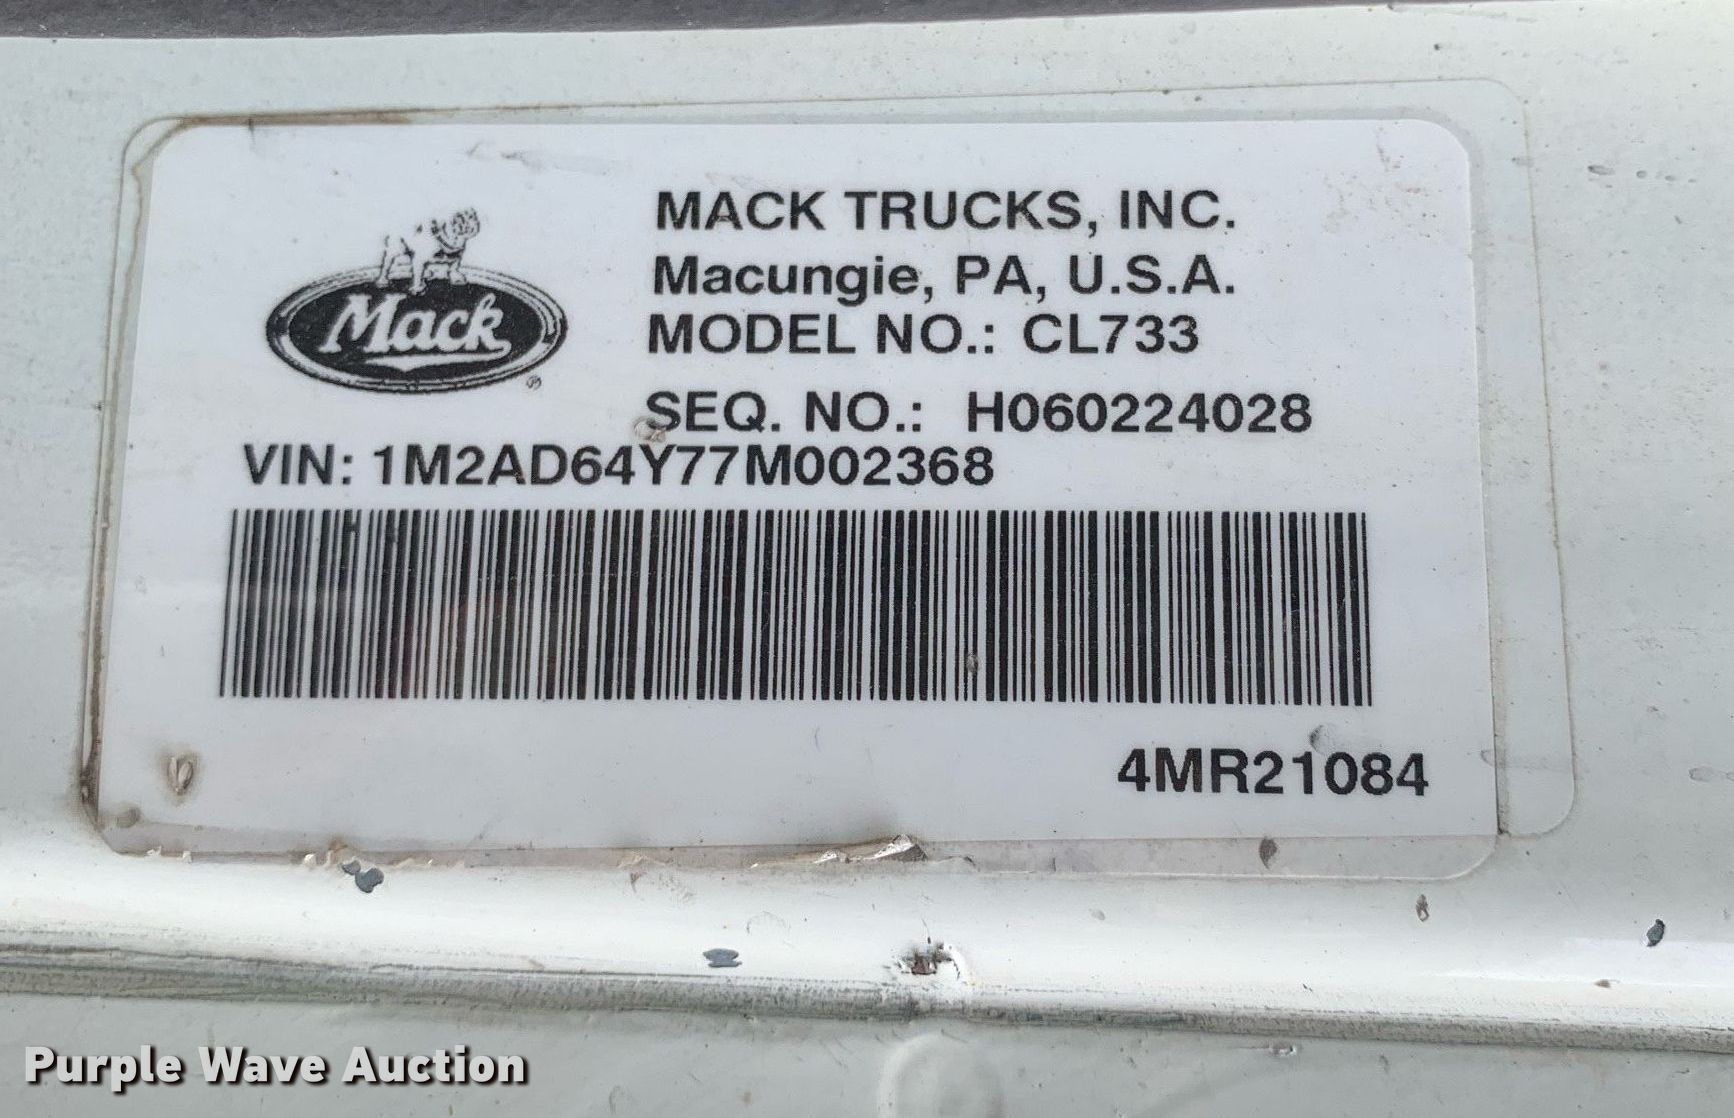 MACK TRUCKS, INC.
Macungie, PA, U.S.A.
MODEL NO.: CL733
SEQ. NO.: H060224028
VIN: 1M2AD64Y77M002368
Mack
®
4MR21084
Purple Wave Auction